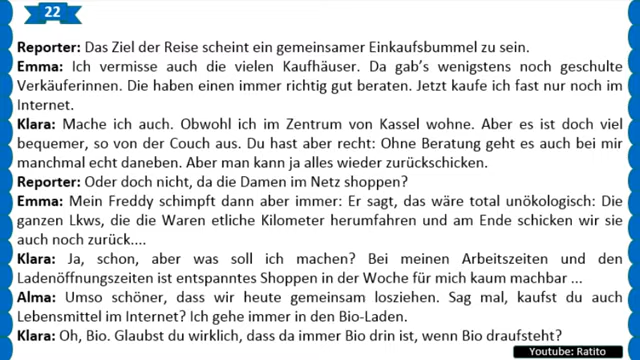 22
Reporter: Das Ziel der Reise scheint ein gemeinsamer Einkaufsbummel zu sein.
Emma: Ich vermisse auch die vielen Kaufhäuser. Da gab's wenigstens noch geschulte
Verkäuferinnen. Die haben einen immer richtig gut beraten. Jetzt kaufe ich fast nur noch im
Internet.
Klara: Mache ich auch. Obwohl ich im Zentrum von Kassel wohne. Aber es ist doch viel
bequemer, so von der Couch aus. Du hast aber recht: Ohne Beratung geht es auch bei mir
manchmal echt daneben. Aber man kann ja alles wieder zurückschicken.
Reporter: Oder doch nicht, da die Damen im Netz shoppen?
Emma: Mein Freddy schimpft dann aber immer: Er sagt, das wäre total unökologisch: Die
ganzen Lkws, die die Waren etliche Kilometer herumfahren und am Ende schicken wir sie
auch noch zurück....
Klara: Ja, schon, aber was soll ich machen? Bei meinen Arbeitszeiten und den
Ladenöffnungszeiten ist entspanntes Shoppen in der Woche für mich kaum machbar ...
Alma: Umso schöner, dass wir heute gemeinsam losziehen. Sag mal, kaufst du auch
Lebensmittel im Internet? Ich gehe immer in den Bio-Laden.
Klara: Oh, Bio. Glaubst du wirklich, dass da immer Bio drin ist, wenn Bio draufsteht?
Youtube: Ratito